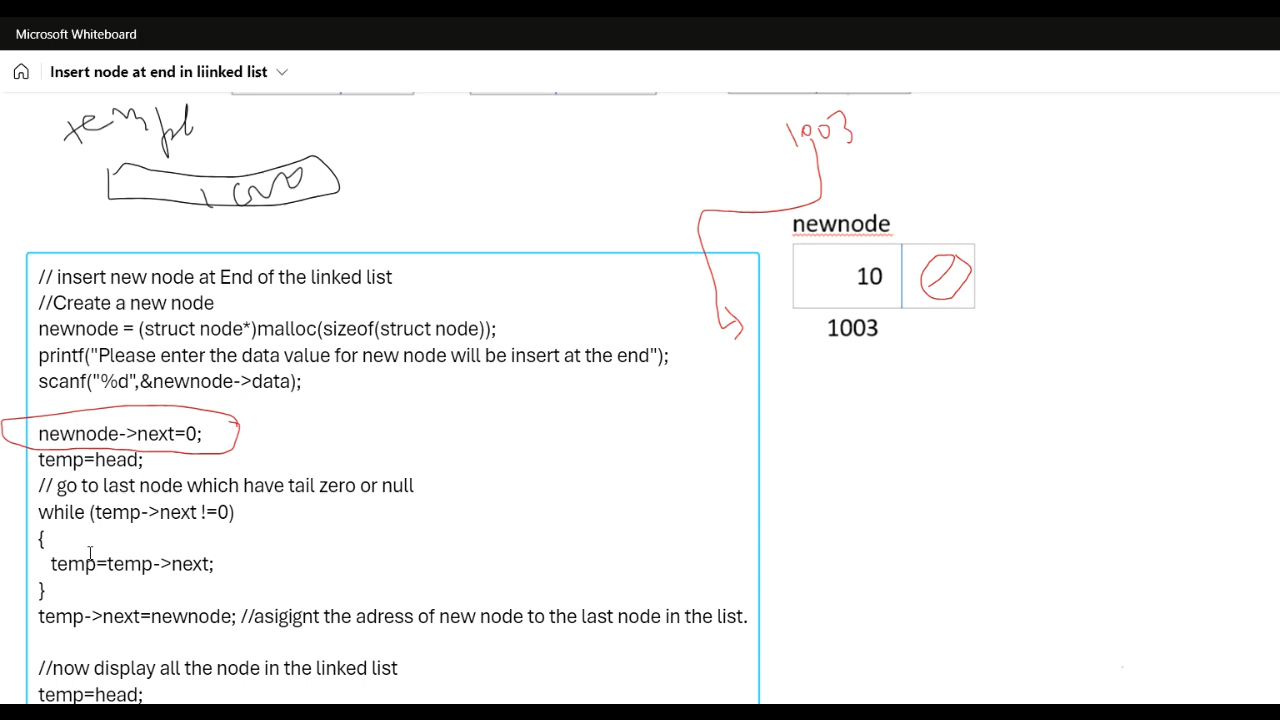 Microsoft Whiteboard
Insert node at end in liinked list
temp
1003
newnode
10
1003
// insert new node at End of the linked list
//Create a new node
newnode = (struct node*)malloc(sizeof(struct node));
printf("Please enter the data value for new node will be insert at the end");
scanf("%d",&newnode->data);
newnode->next=0;
temp=head;
// go to last node which have tail zero or null
while (temp->next !=0)
{
temp=temp->next;
}
temp->next=newnode; //asigignt the adress of new node to the last node in the list.
//now display all the node in the linked list
temp=head;